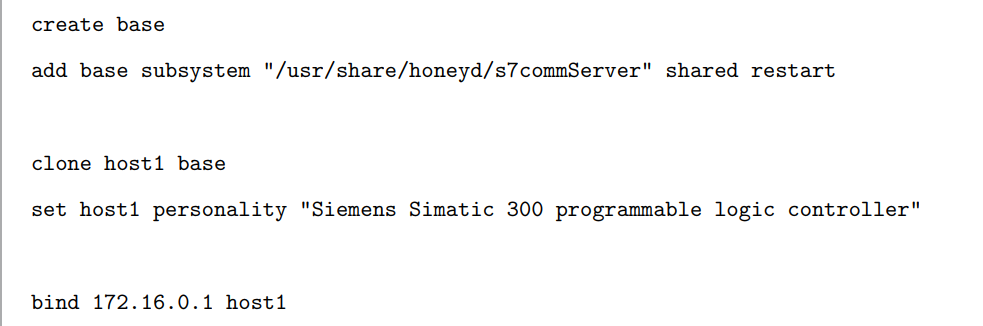 create base
add base subsystem "/usr/share/honeyd/s7commServer" shared restart
clone host1 base
set host1 personality "Siemens Simatic 300 programmable logic controller"
bind 172.16.0.1 host1